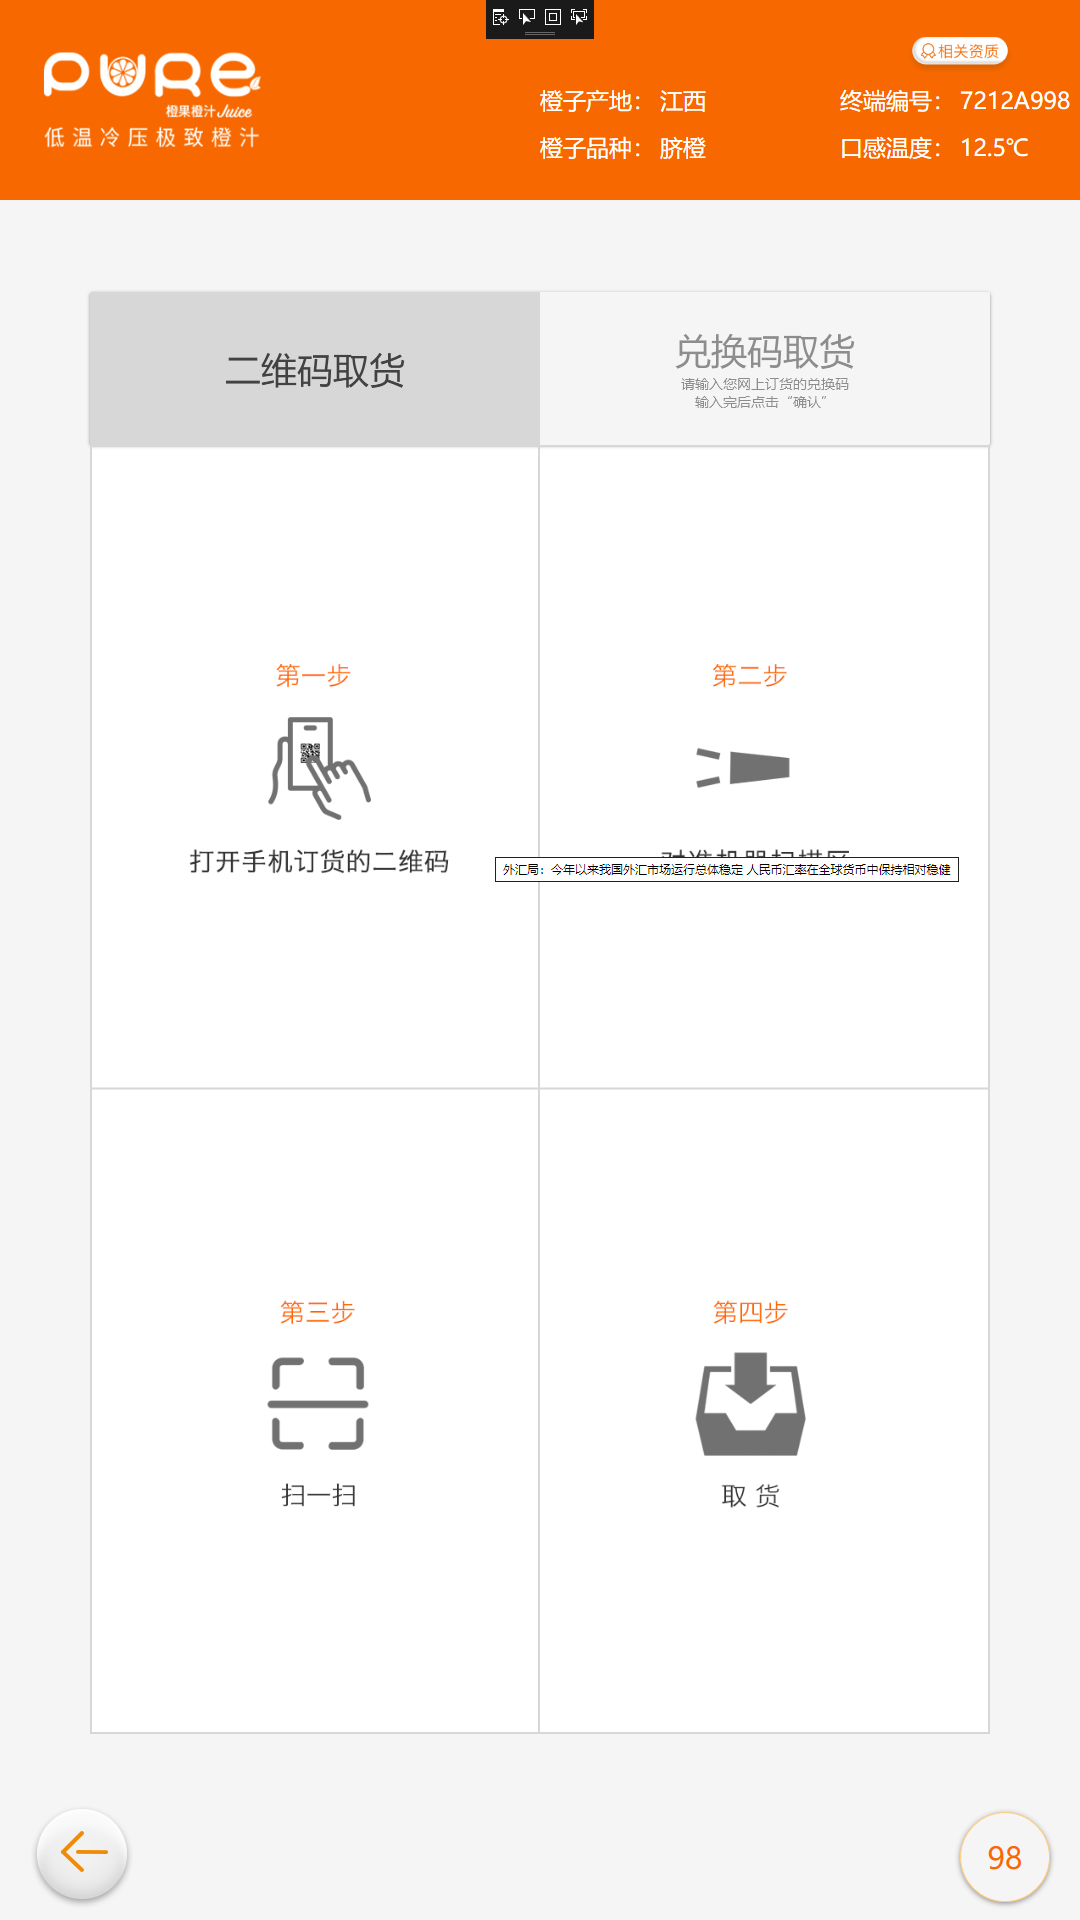 PURE
橙果橙汁Juice
低温冷压极致橙汁
相关资质
橙子产地： 江西
终端编号： 7212A998
橙子品种： 脐橙
口感温度： 12.5℃
二维码取货
兑换码取货
请输入您网上订货的兑换码
输入完后点击“确认”
第一步
打开手机订货的二维码
第二步
外汇局：今年以来我国外汇市场运行总体稳定 人民币汇率在全球货币中保持相对稳健
第三步
扫一扫
第四步
取 货
98